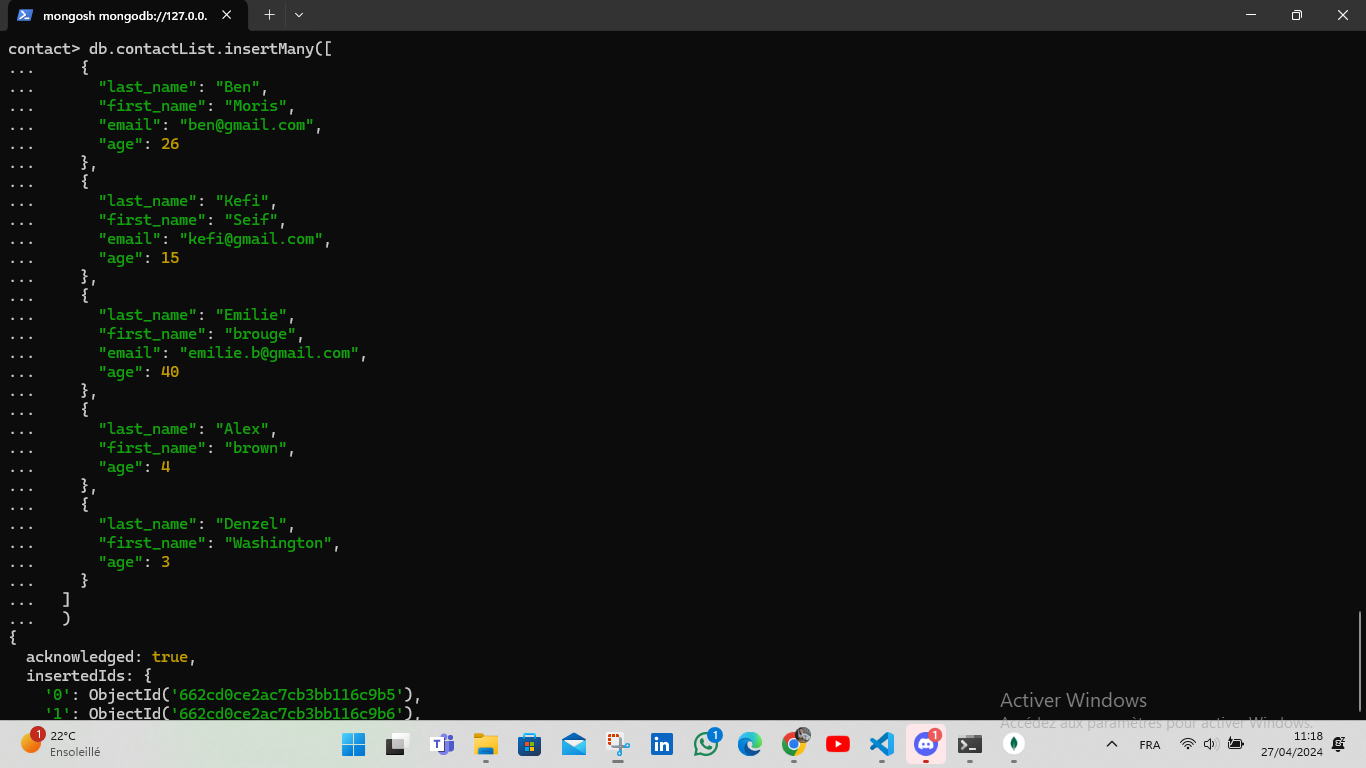 mongosh mongodb://127.0.0.
contact> db.contactList.insertMany([
...     {
...       "last_name": "Ben",
...       "first_name": "Moris",
...       "email": "ben@gmail.com",
...       "age": 26
...     },
...     {
...       "last_name": "Kefi",
...       "first_name": "Seif",
...       "email": "kefi@gmail.com",
...       "age": 15
...     },
...     {
...       "last_name": "Emilie",
...       "first_name": "brouge",
...       "email": "emilie.b@gmail.com",
...       "age": 40
...     },
...     {
...       "last_name": "Alex",
...       "first_name": "brown",
...       "age": 4
...     },
...     {
...       "last_name": "Denzel",
...       "first_name": "Washington",
...       "age": 3
...     }
...   ]
...   )
{
  acknowledged: true,
  insertedIds: {
    '0': ObjectId('662cd0ce2ac7cb3bb116c9b5'),
    '1': ObjectId('662cd0ce2ac7cb3bb116c9b6'),
Activer Windows
Accédez aux paramètres pour activer Windows.
1
22°C
Ensoleillé
1
1
FRA
11:18
27/04/2024